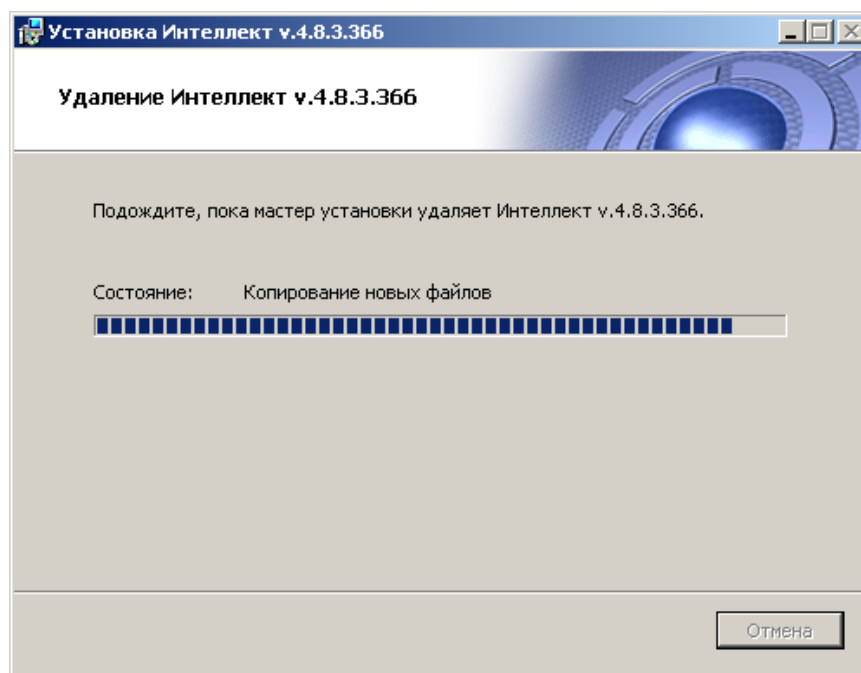 Установка Интеллект v.4.8.3.366
Удаление Интеллект v.4.8.3.366
Подождите, пока мастер установки удаляет Интеллект v.4.8.3.366.
Состояние: Копирование новых файлов
Отмена